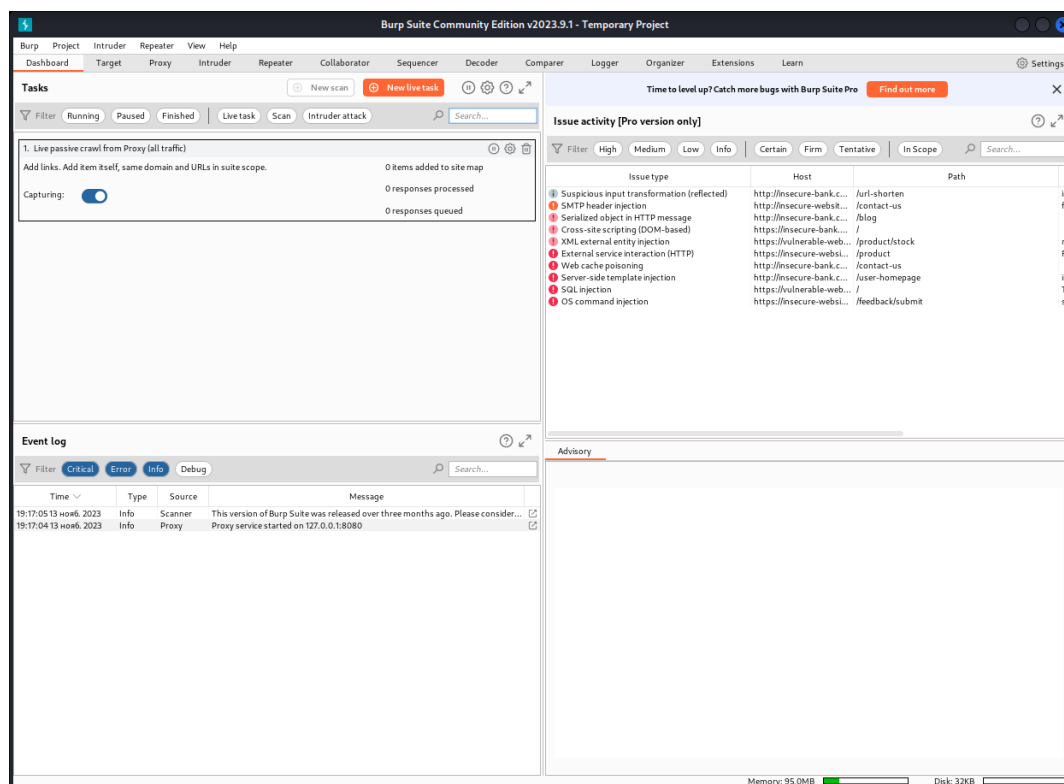 Burp Suite Community Edition v2023.9.1 - Temporary Project
Burp Project Intruder Repeater View Help
Dashboard Target Proxy Intruder Repeater Collaborator Sequencer Decoder Comparer Logger Organizer Extensions Learn Settings
Tasks
New scan
New live task
Filter Running Paused Finished Live task Scan Intruder attack Search...
1. Live passive crawl from Proxy (all traffic)
Add links. Add item itself, same domain and URLs in suite scope.
0 items added to site map
Capturing:
0 responses processed
0 responses queued
Event log
Filter Critical Error Info Debug Search...
Time Type Source Message
19:17:05 13 нояб. 2023 Info Scanner This version of Burp Suite was released over three months ago. Please consider...
19:17:04 13 нояб. 2023 Info Proxy Proxy service started on 127.0.0.1:8080
Time to level up? Catch more bugs with Burp Suite Pro Find out more
Issue activity [Pro version only]
Filter High Medium Low Info Certain Firm Tentative In Scope Search...
Issue type Host Path
Suspicious input transformation (reflected) http://insecure-bank.c... /url-shorten
SMTP header injection http://insecure-websit... /contact-us
Serialized object in HTTP message http://insecure-bank.c... /blog
Cross-site scripting (DOM-based) https://insecure-bank.... /
XML external entity injection https://vulnerable-web... /product/stock
External service interaction (HTTP) https://insecure-websi... /product
Web cache poisoning http://insecure-bank.c... /contact-us
Server-side template injection http://insecure-bank.c... /user-homepage
SQL injection https://vulnerable-web... /
OS command injection https://insecure-websi... /feedback/submit
Advisory
Memory: 95.0MB Disk: 32KB